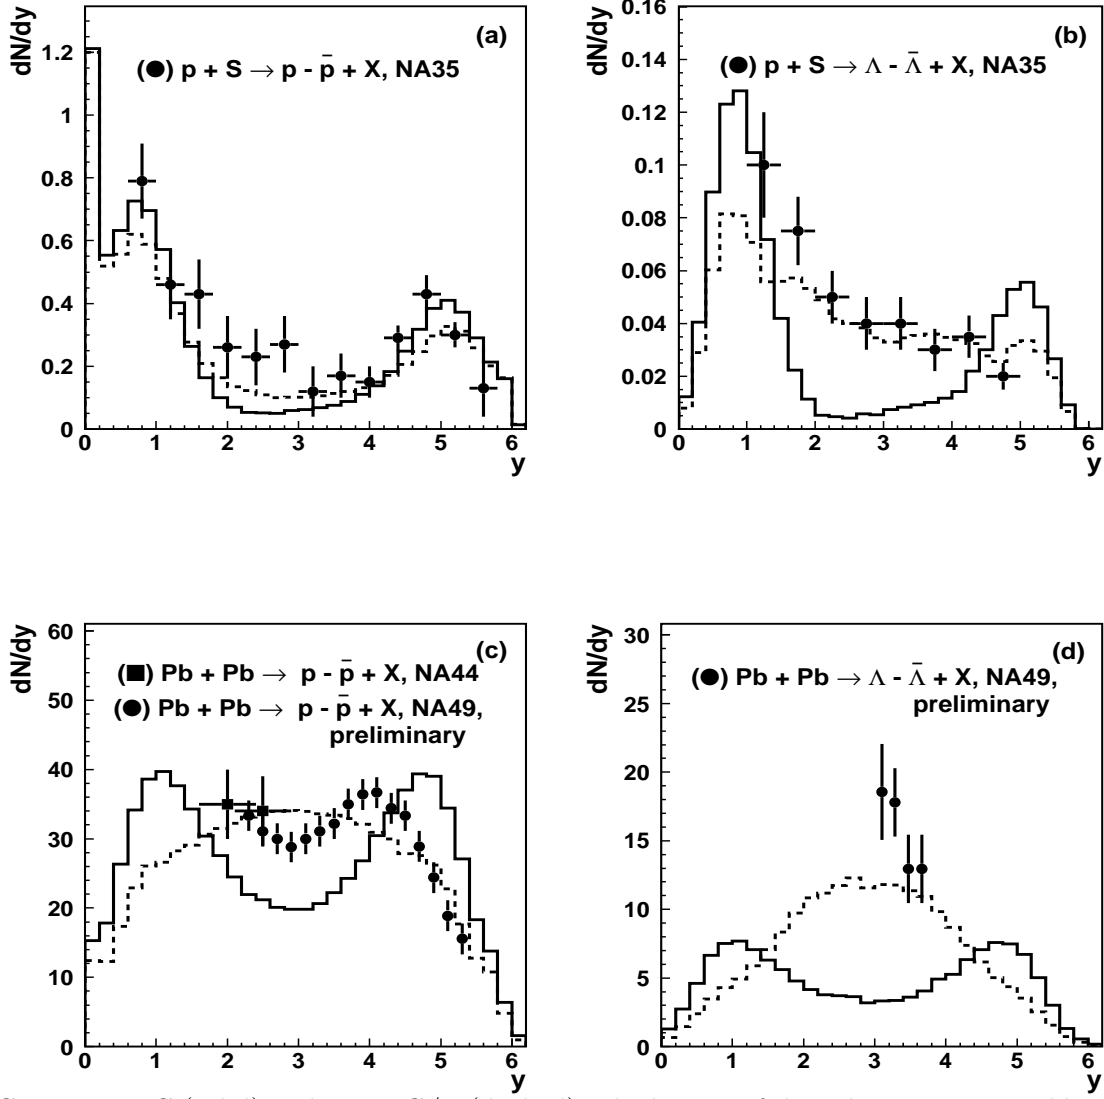 dN/dy
(a)
(●) p + S → p - p̄ + X, NA35
1.2
1
0.8
0.6
0.4
0.2
0
0 1 2 3 4 5 6
y
dN/dy
(b)
(●) p + S → Λ - Λ̄ + X, NA35
0.16
0.14
0.12
0.1
0.08
0.06
0.04
0.02
0
0 1 2 3 4 5 6
y
dN/dy
(c)
(■) Pb + Pb → p - p̄ + X, NA44
(●) Pb + Pb → p - p̄ + X, NA49,
preliminary
60
50
40
30
20
10
0
0 1 2 3 4 5 6
y
dN/dy
(d)
(●) Pb + Pb → Λ - Λ̄ + X, NA49,
preliminary
30
25
20
15
10
5
0
0 1 2 3 4 5 6
y